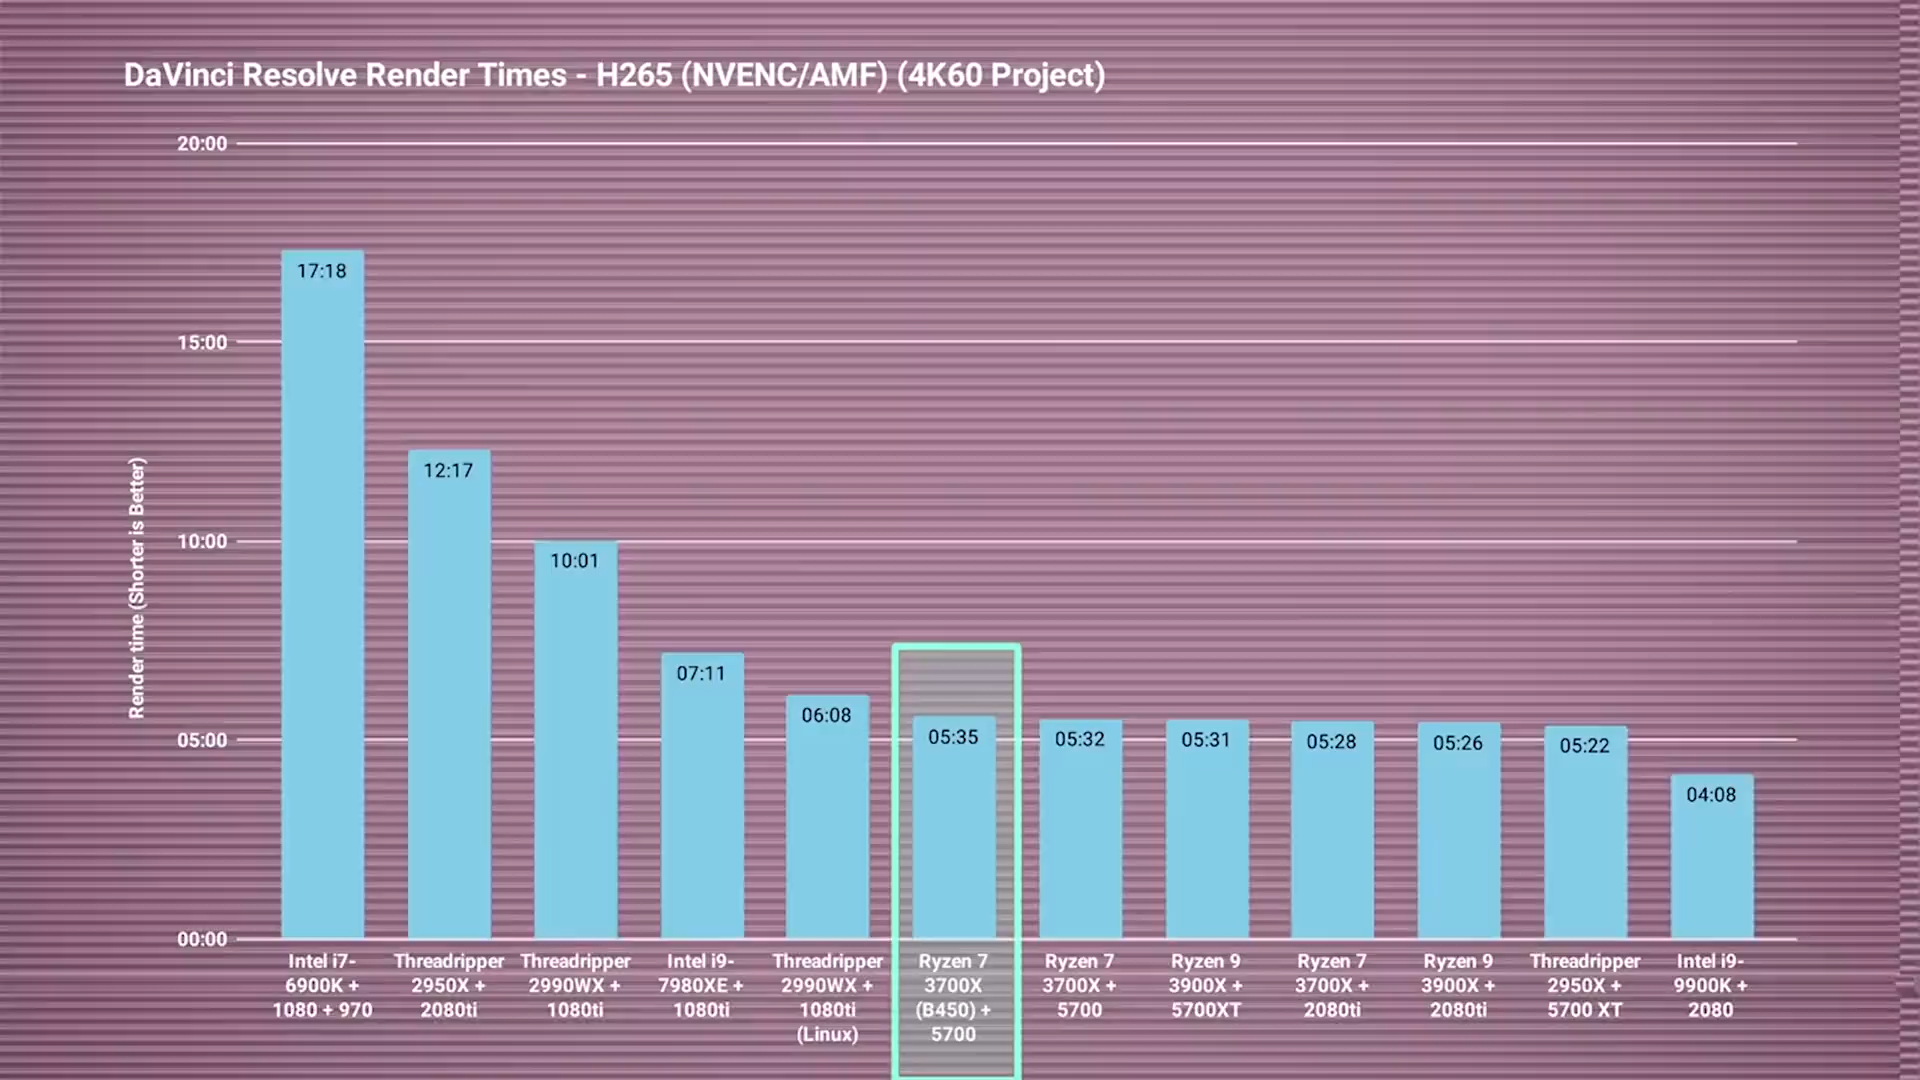 DaVinci Resolve Render Times - H265 (NVENC/AMF) (4K60 Project)
20:00
15:00
10:00
05:00
00:00
Render time (Shorter is Better)
17:18
12:17
10:01
07:11
06:08
05:35
05:32
05:31
05:28
05:26
05:22
04:08
Intel i7-
6900K +
1080 + 970
Threadripper
2950X +
2080ti
Threadripper
2990WX +
1080ti
Intel i9-
7980XE +
1080ti
Threadripper
2990WX +
1080ti
(Linux)
Ryzen 7
3700X
(B450) +
5700
Ryzen 7
3700X +
5700
Ryzen 9
3900X +
5700XT
Ryzen 7
3700X +
2080ti
Ryzen 9
3900X +
2080ti
Threadripper
2950X +
5700 XT
Intel i9-
9900K +
2080